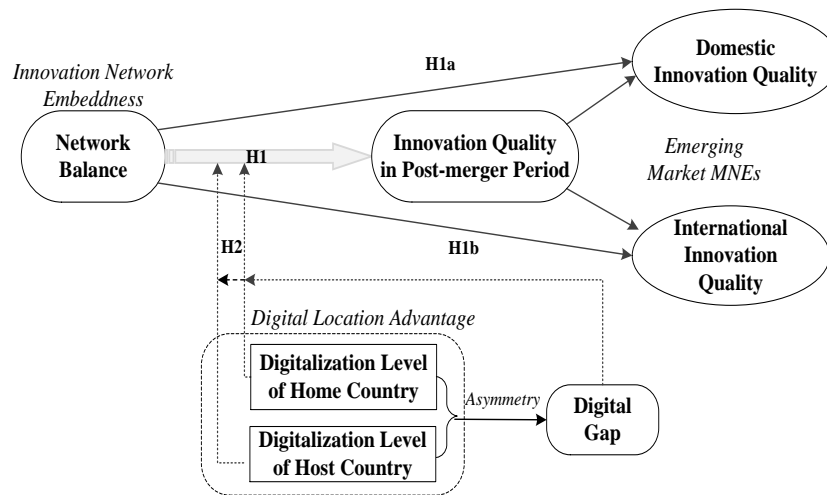 Innovation Network
Embeddness
Network
Balance
H1a
H1
H1b
H2
Innovation Quality
in Post-merger Period
Domestic
Innovation Quality
Emerging
Market MNEs
International
Innovation
Quality
Digital Location Advantage
Digitalization Level
of Home Country
Digitalization Level
of Host Country
Asymmetry
Digital
Gap